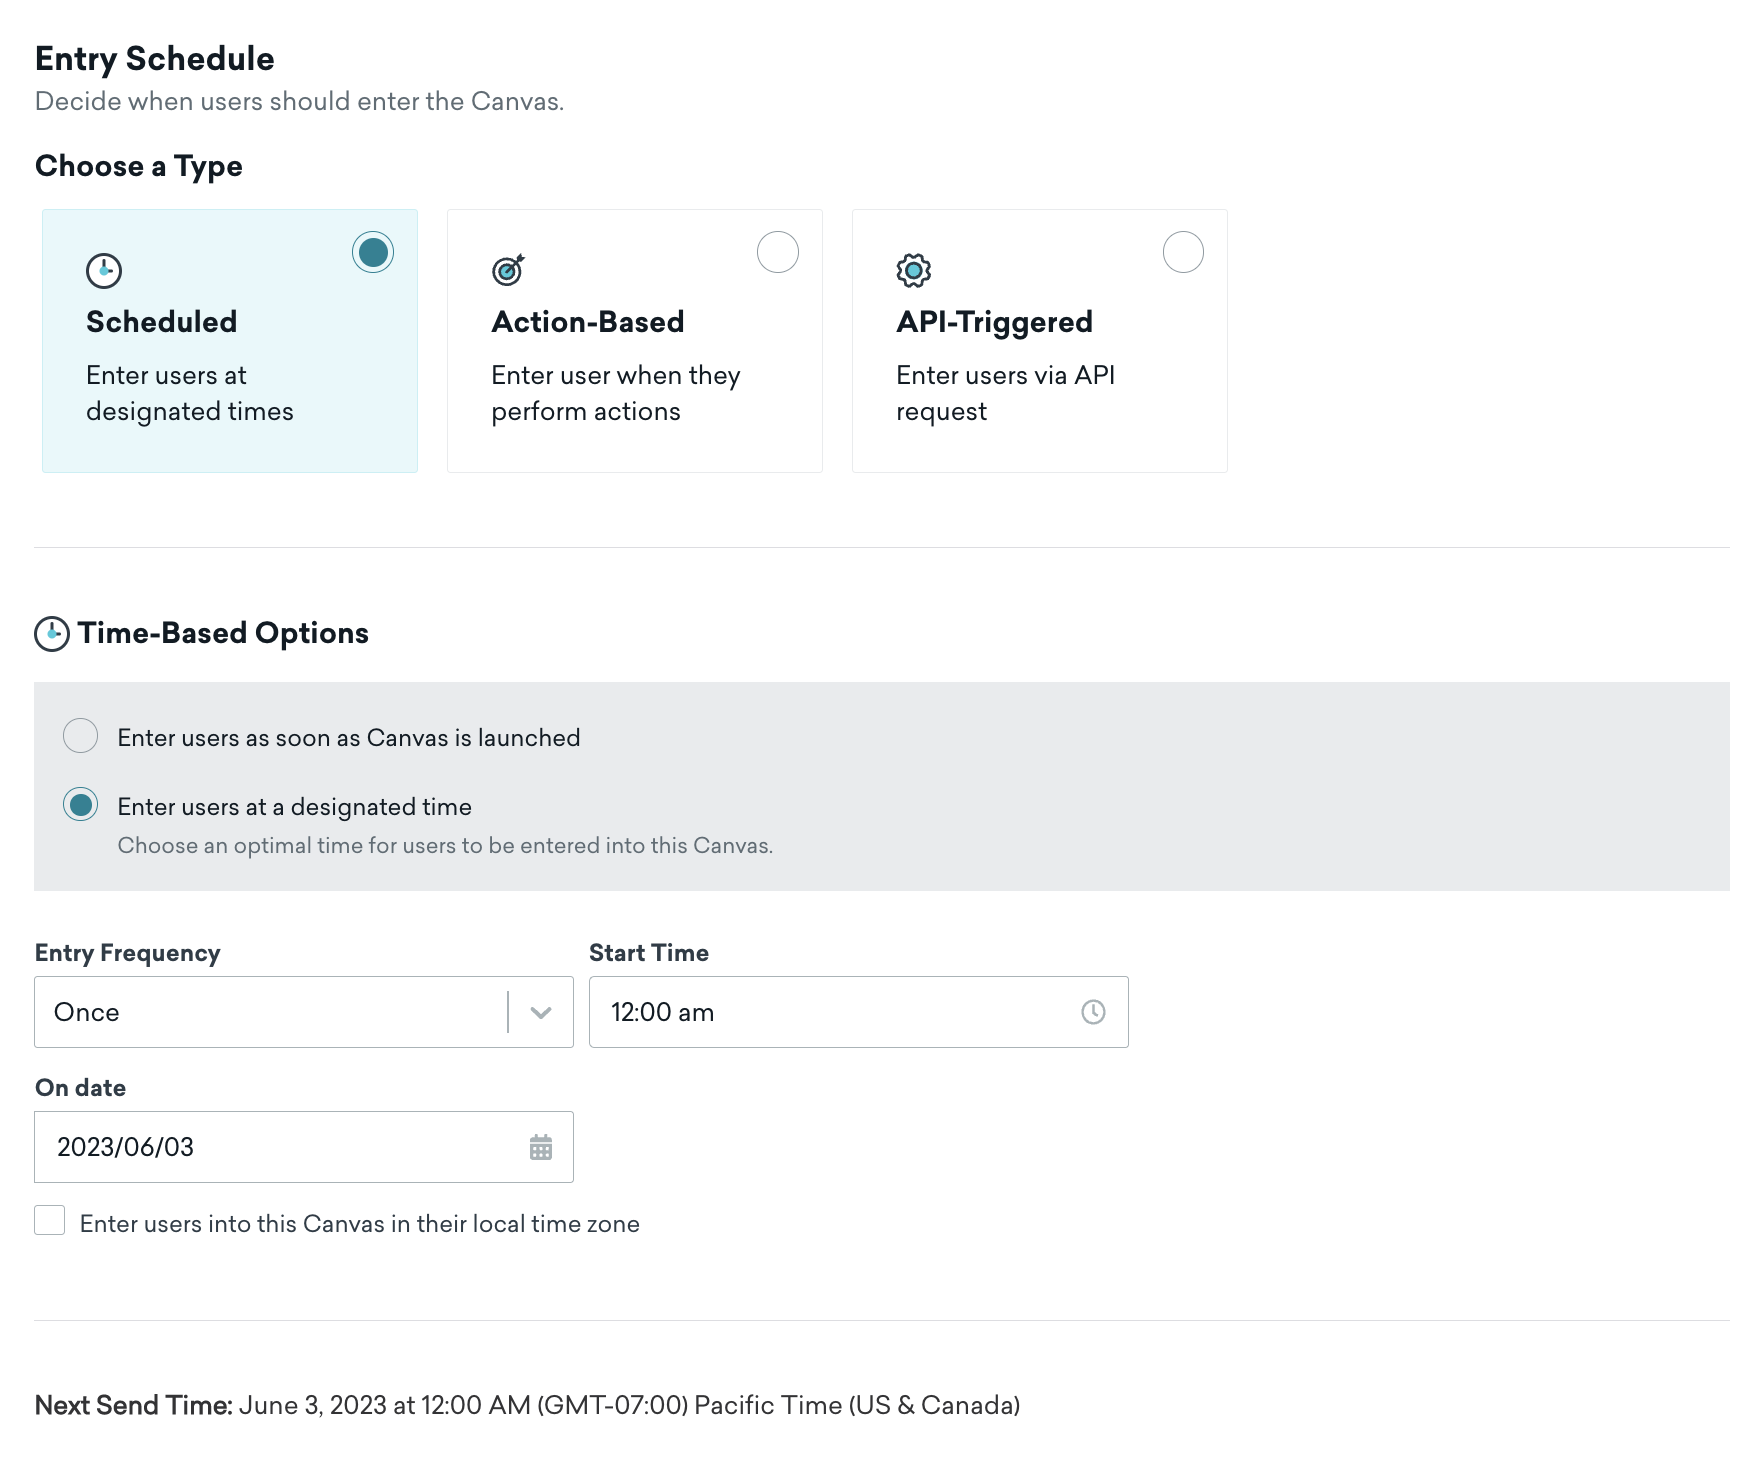 Entry Schedule
Decide when users should enter the Canvas.
Choose a Type
Scheduled
Enter users at
designated times
Action-Based
Enter user when they
perform actions
API-Triggered
Enter users via API
request
Time-Based Options
Enter users as soon as Canvas is launched
Enter users at a designated time
Choose an optimal time for users to be entered into this Canvas.
Entry Frequency
Once
Start Time
12:00 am
On date
2023/06/03
Enter users into this Canvas in their local time zone
Next Send Time: June 3, 2023 at 12:00 AM (GMT-07:00) Pacific Time (US & Canada)